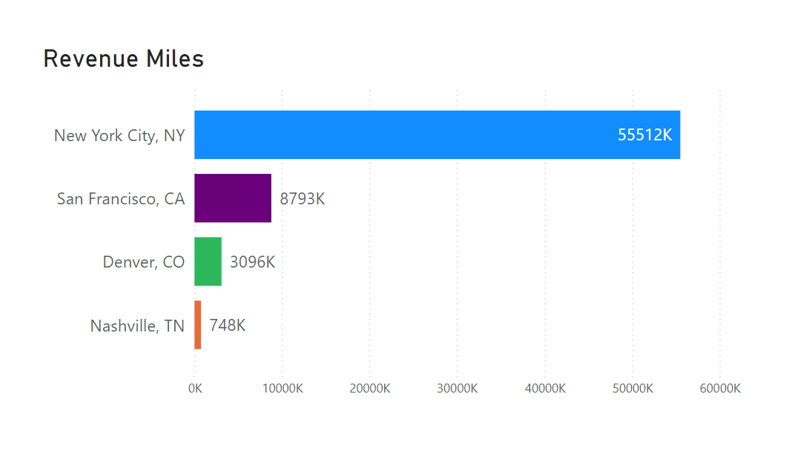 Revenue Miles
New York City, NY 55512K
San Francisco, CA 8793K
Denver, CO 3096K
Nashville, TN 748K
0K 10000K 20000K 30000K 40000K 50000K 60000K